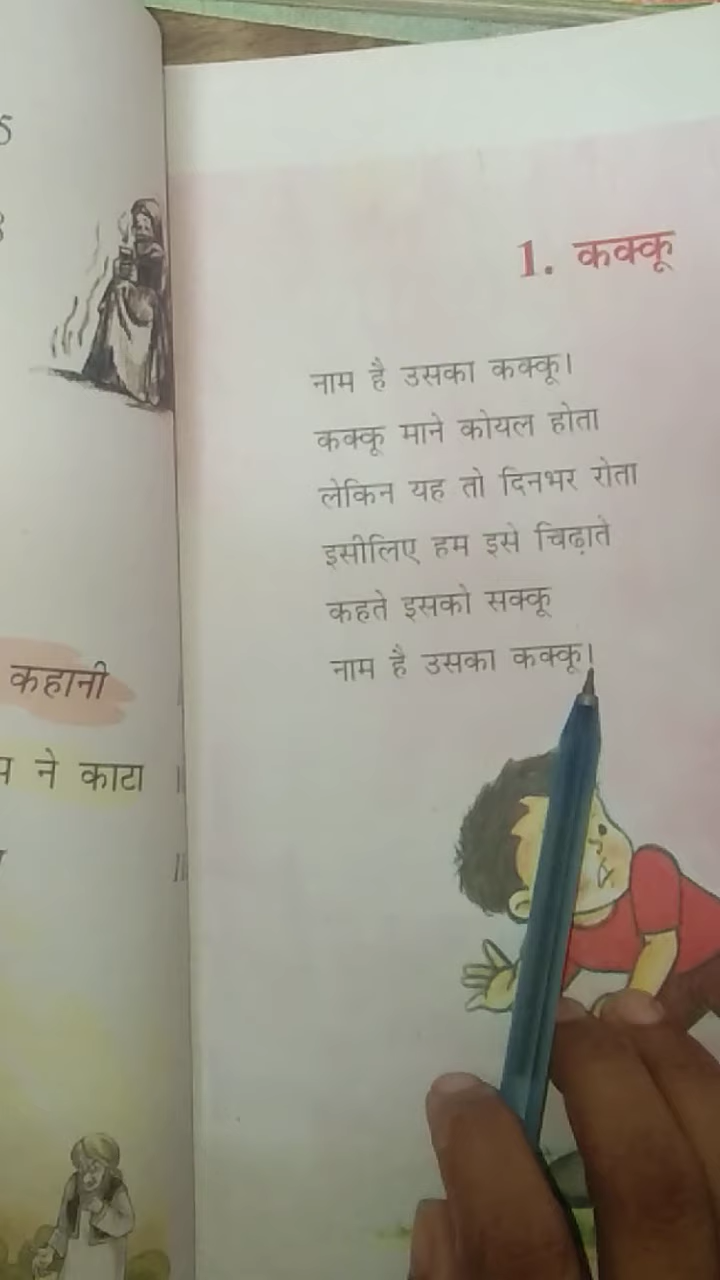 कहानी
ने काटा
1. कक्कू
नाम है उसका कक्कू।
कक्कू माने कोयल होता
लेकिन यह तो दिनभर रोता
इसीलिए हम इसे चिढ़ाते
कहते इसको सक्कू
नाम है उसका कक्कू।